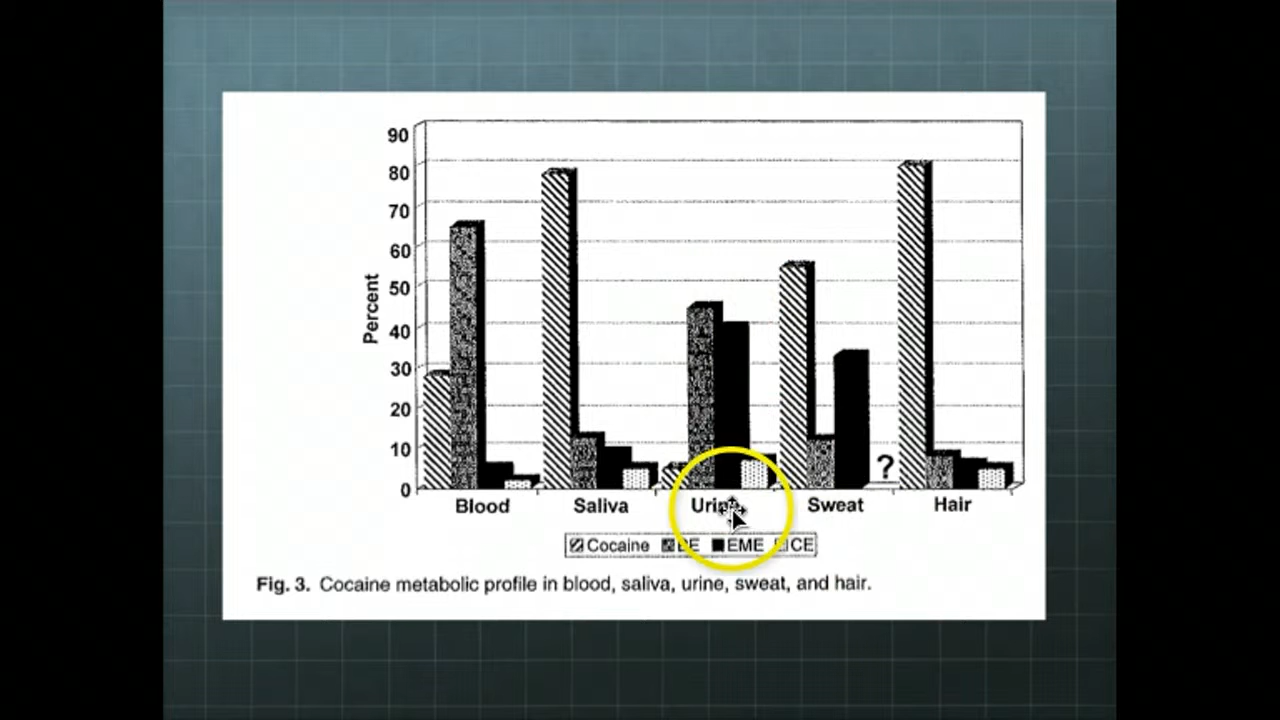 90
80
70
60
50
40
30
20
10
0
Percent
?
Blood Saliva Sweat Hair
Cocaine EME CE
Fig. 3. Cocaine metabolic profile in blood, saliva, urine, sweat, and hair.